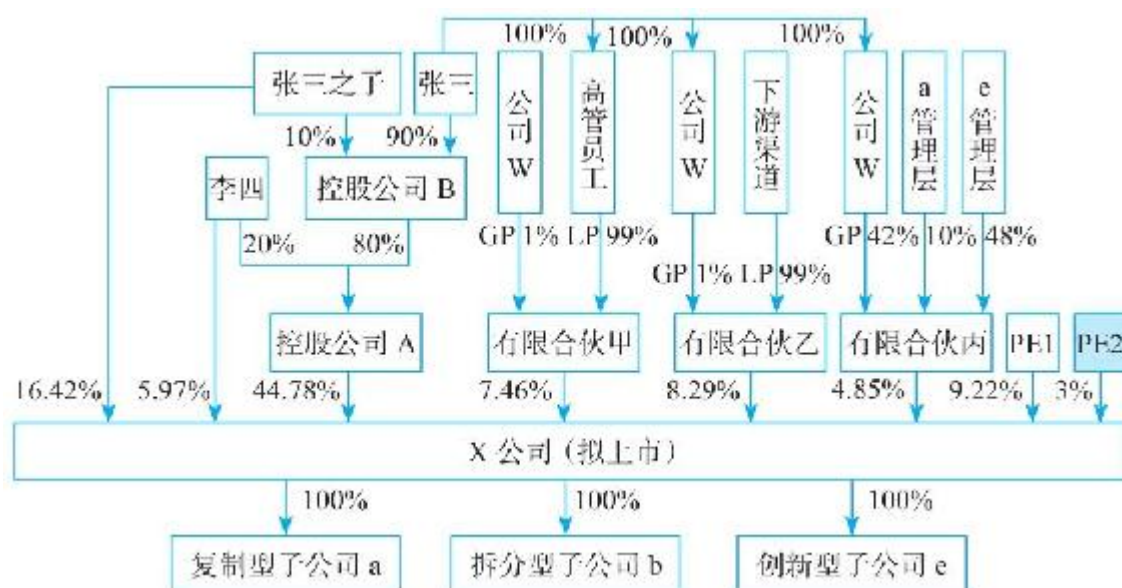 100%
100%
100%
张三之子
张三
公司W
高管员工
公司W
下游渠道
公司W
a管理层
e管理层
10%
90%
李四
控股公司 B
20%
80%
GP 1%
LP 99%
GP 1%
LP 99%
GP 42%
10%
48%
控股公司 A
有限合伙甲
有限合伙乙
有限合伙丙
PE1
PE2
16.42%
5.97%
44.78%
7.46%
8.29%
4.85%
9.22%
3%
X 公司（拟上市）
100%
100%
100%
复制型子公司 a
拆分型子公司 b
创新型子公司 e